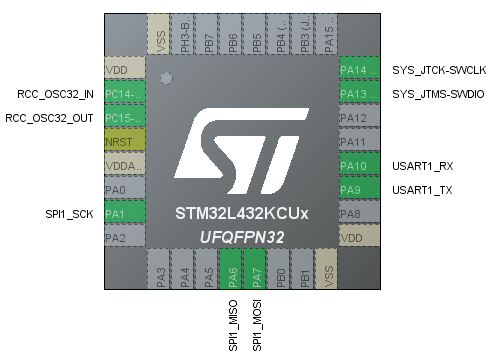 VSS
PH3-B...
PB7
PB6
PB5
PB4 (...
PB3 (J...
PA15 ...
VDD
RCC_OSC32_IN
PC14-...
RCC_OSC32_OUT
PC15-...
NRST
VDDA...
PA0
SPI1_SCK
PA1
PA2
PA14 ...
SYS_JTCK-SWCLK
PA13 ...
SYS_JTMS-SWDIO
PA12
PA11
PA10
USART1_RX
PA9
USART1_TX
PA8
VDD
ST
STM32L432KCUx
UFQFPN32
PA3
PA4
PA5
PA6
PA7
PB0
PB1
VSS
SPI1_MISO
SPI1_MOSI